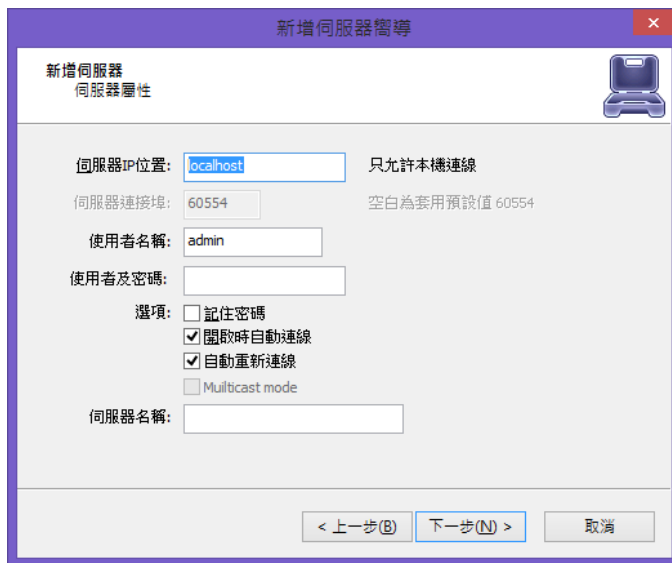 新增伺服器嚮導
新增伺服器
伺服器屬性
伺服器IP位置: localhost 只允許本機連線
伺服器連接埠: 60554 空白為套用預設值 60554
使用者名稱: admin
使用者及密碼:
選項: 記住密碼
開啟時自動連線
自動重新連線
Muilticast mode
伺服器名稱:
< 上一步(B) 下一步(N) > 取消